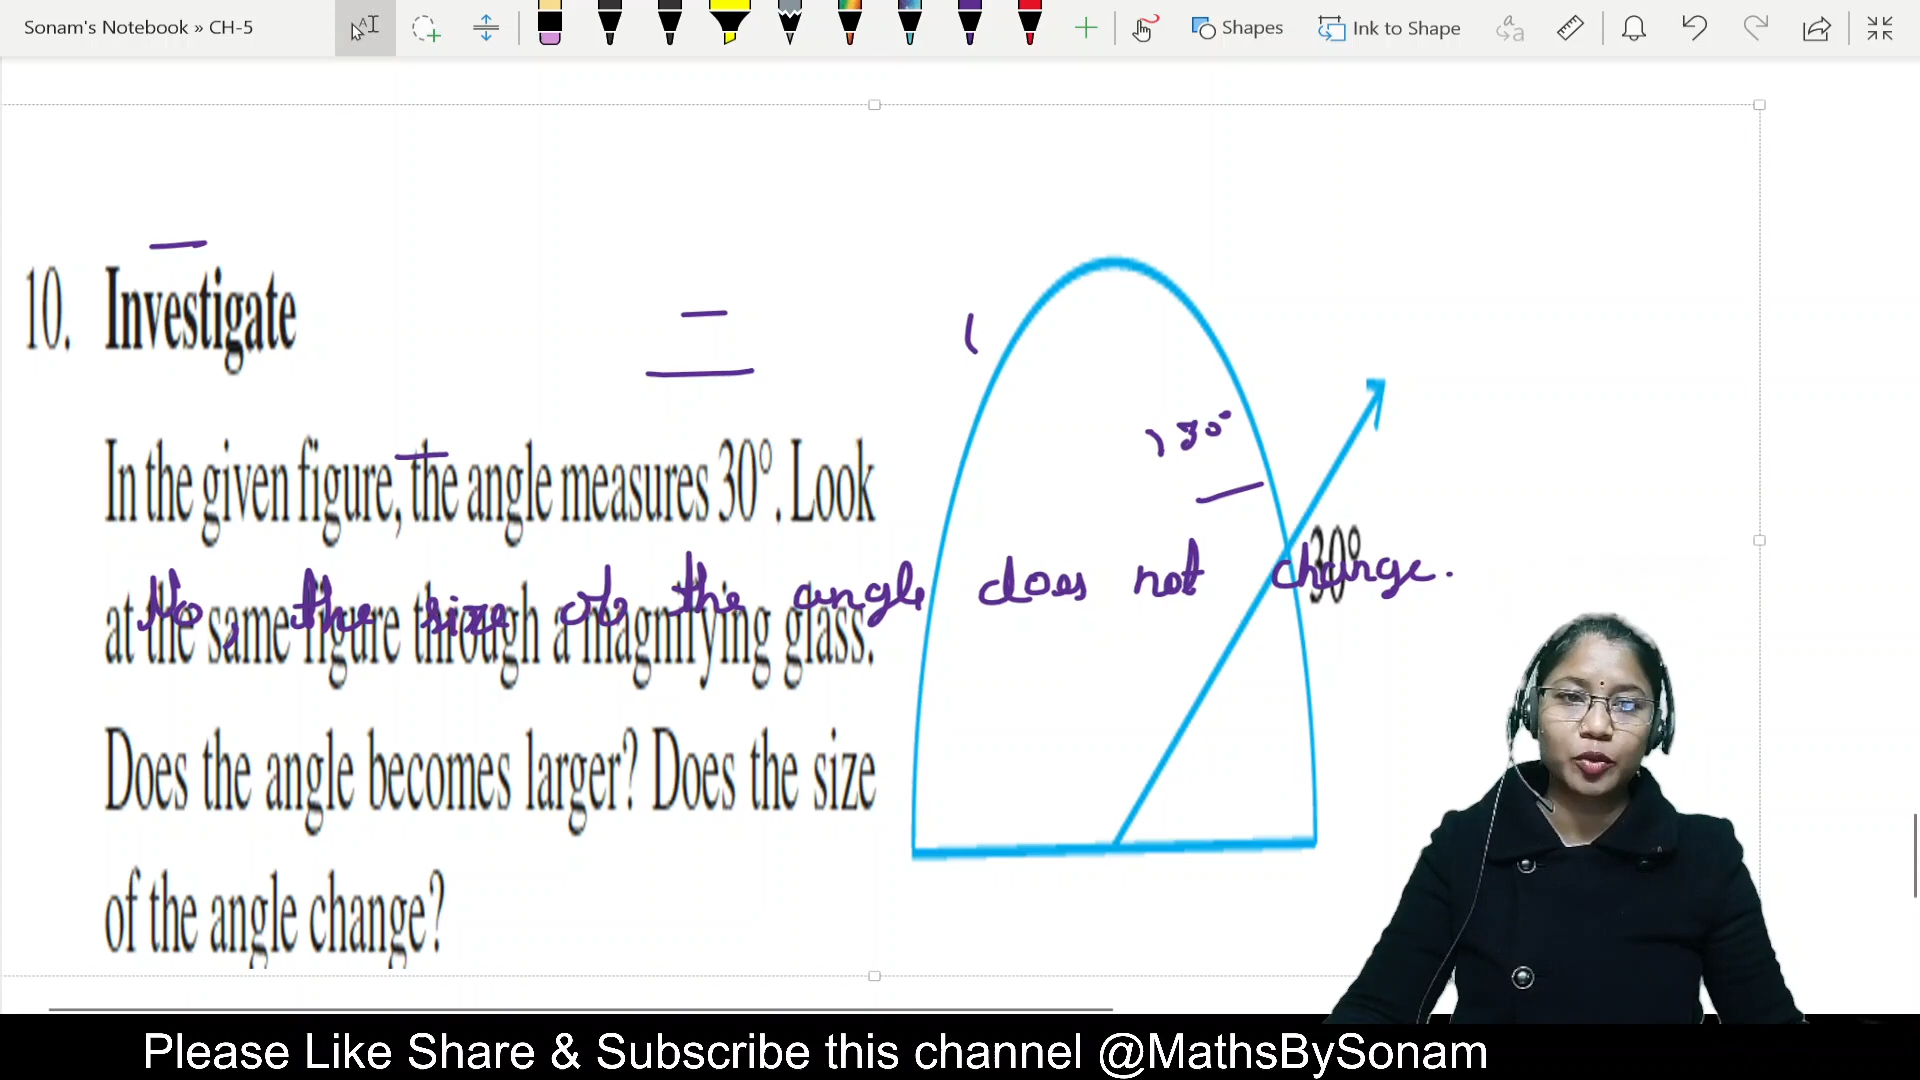 Sonam's Notebook » CH-5
Shapes
Ink to Shape
10. Investigate
30°
In the given figure, the angle measures 30°. Look
30°
No, the size of the angle does not change.
at the same figure through a magnifying glass.
Does the angle becomes larger? Does the size
of the angle change?
Please Like Share & Subscribe this channel @MathsBySonam